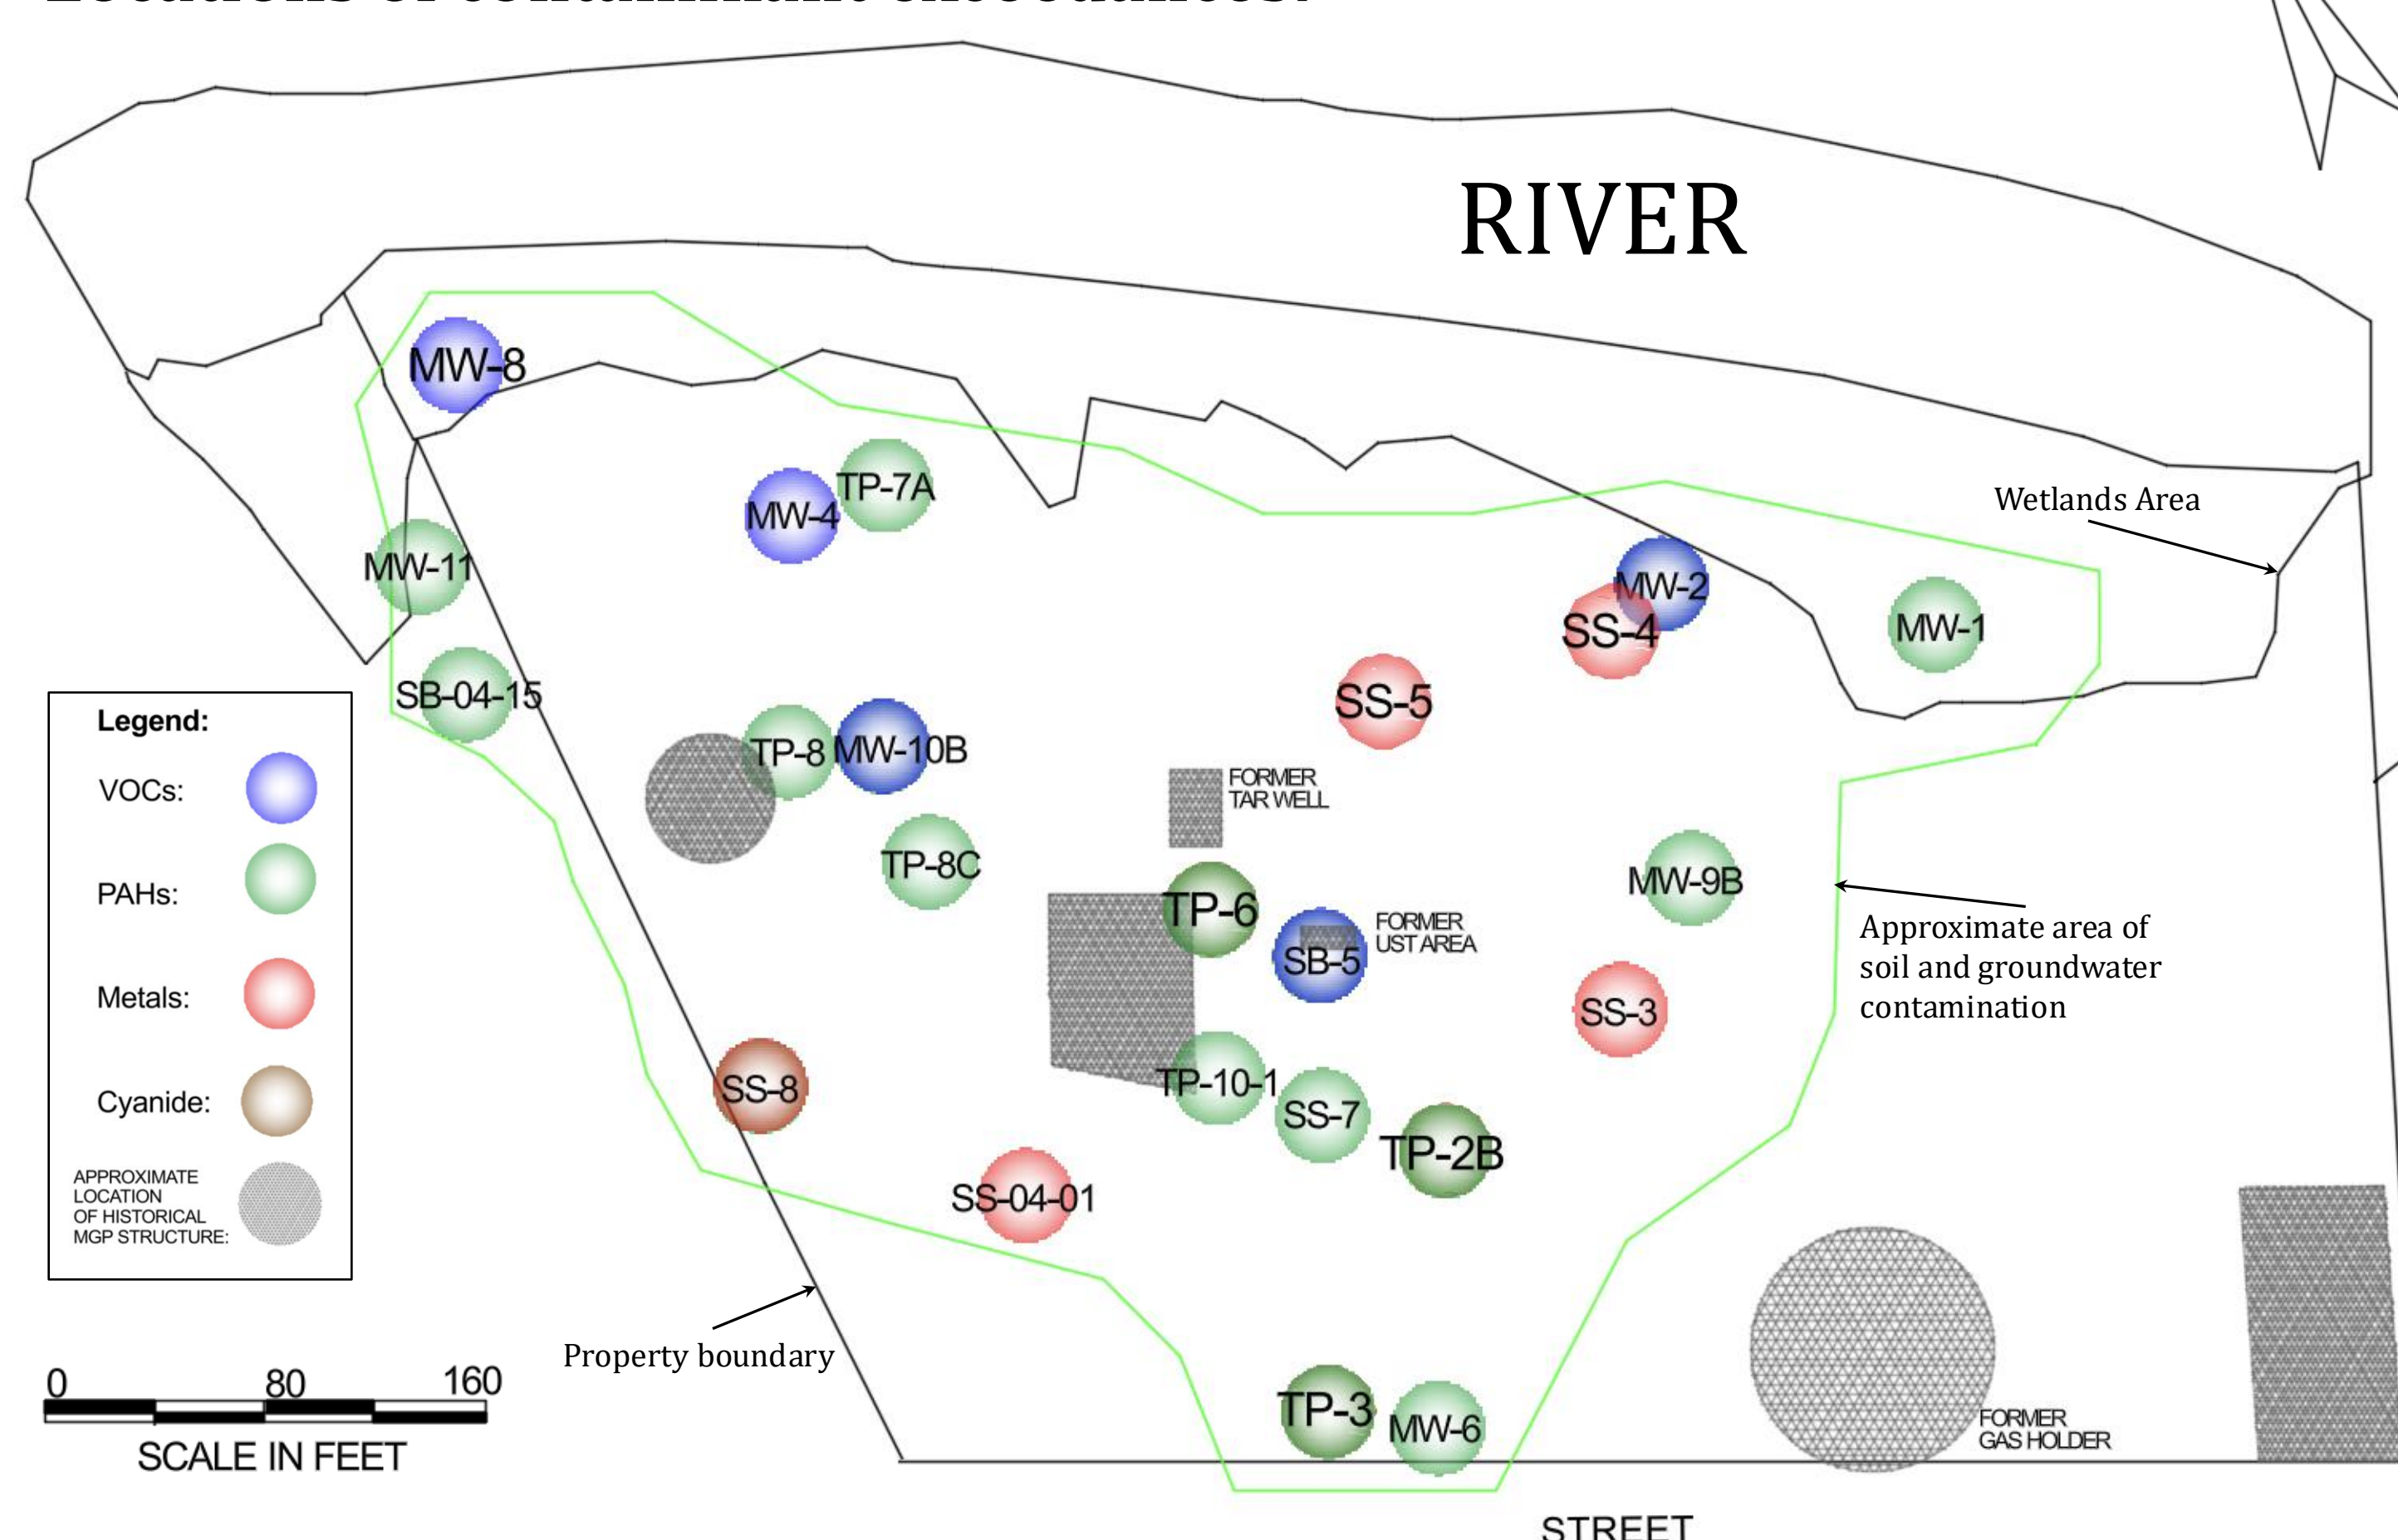 Locations of contaminant exceedances:
RIVER
MW-8
TP-7A
MW-4
Wetlands Area
MW-11
MW-2
SS-4
MW-1
SB-04-15
SS-5
Legend:
VOCs:
PAHs:
Metals:
Cyanide:
APPROXIMATE
LOCATION
OF HISTORICAL
MGP STRUCTURE:
TP-8
MW-10B
FORMER
TAR WELL
TP-8C
MW-9B
TP-6
FORMER
UST AREA
SB-5
Approximate area of
soil and groundwater
contamination
SS-3
SS-8
TP-10-1
SS-7
TP-2B
SS-04-01
Property boundary
0 80 160
SCALE IN FEET
TP-3
MW-6
FORMER
GAS HOLDER
STREET